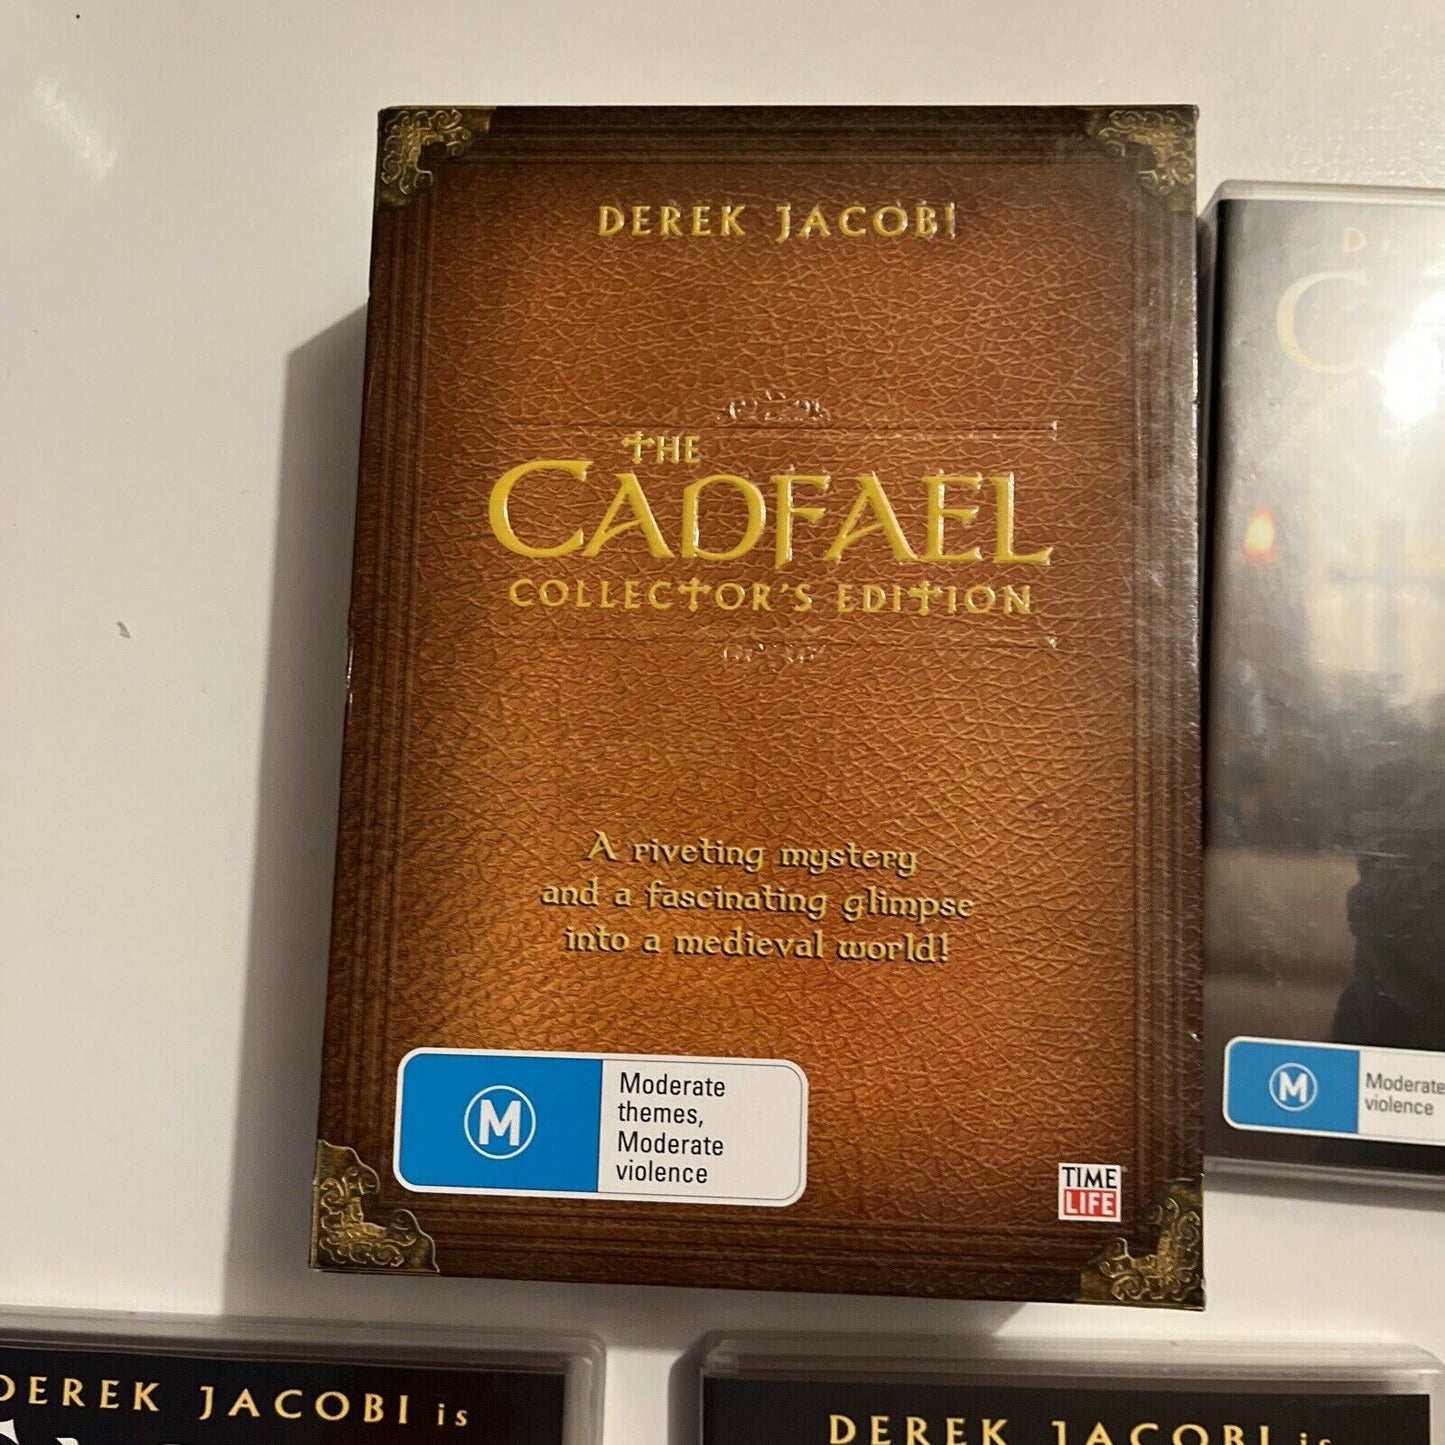 DEREK JACOBI
THE
CADFAEL
COLLECTOR'S EDITION
A riveting mystery
and a fascinating glimpse
into a medieval world!
M
Moderate
themes,
Moderate
violence
TIME
LIFE
M
Moderate
violence
DEREK JACOBI is
DEREK JACOBI is